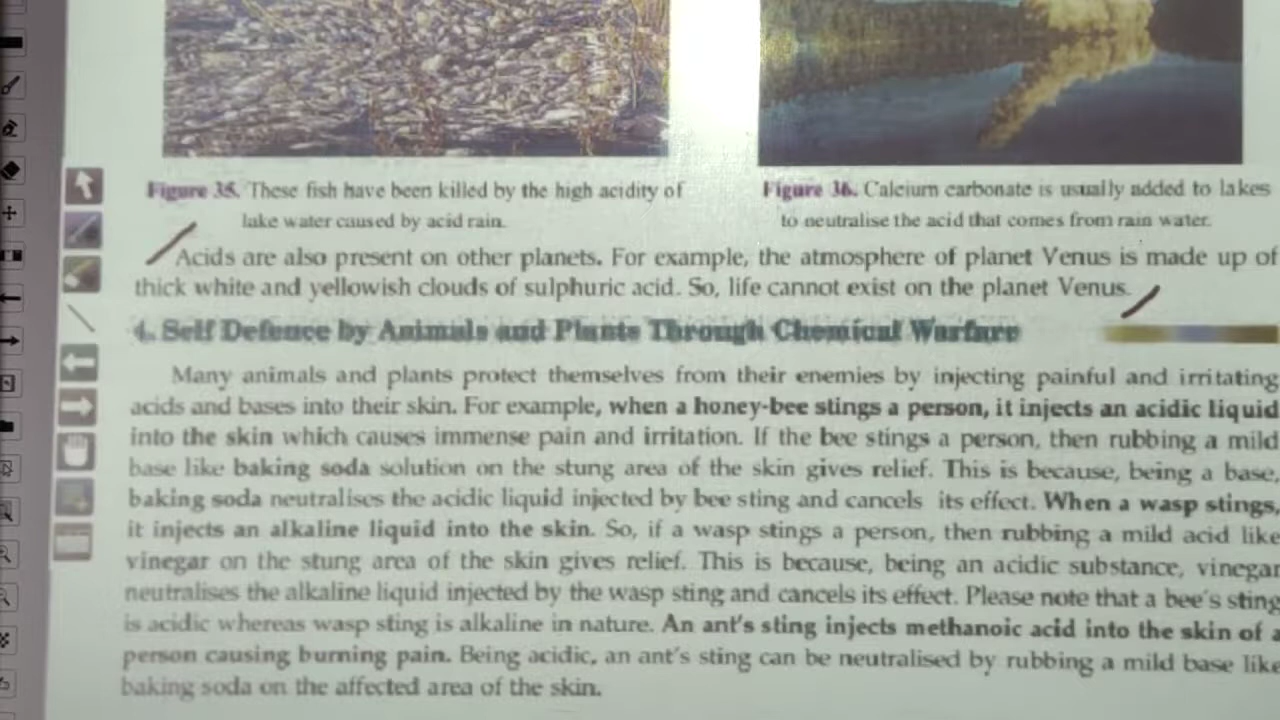 Figure 35. These fish have been killed by the high acidity of
lake water caused by acid rain.
Figure 36. Calcium carbonate is usually added to lakes
to neutralise the acid that comes from rain water.
Acids are also present on other planets. For example, the atmosphere of planet Venus is made up of
thick white and yellowish clouds of sulphuric acid. So, life cannot exist on the planet Venus.
4. Self Defence by Animals and Plants Through Chemical Warfare
Many animals and plants protect themselves from their enemies by injecting painful and irritating
acids and bases into their skin. For example, when a honey-bee stings a person, it injects an acidic liquid
into the skin which causes immense pain and irritation. If the bee stings a person, then rubbing a mild
base like baking soda solution on the stung area of the skin gives relief. This is because, being a base,
baking soda neutralises the acidic liquid injected by bee sting and cancels its effect. When a wasp stings,
it injects an alkaline liquid into the skin. So, if a wasp stings a person, then rubbing a mild acid like
vinegar on the stung area of the skin gives relief. This is because, being an acidic substance, vinegar
neutralises the alkaline liquid injected by the wasp sting and cancels its effect. Please note that a bee's sting
is acidic whereas wasp sting is alkaline in nature. An ant's sting injects methanoic acid into the skin of a
person causing burning pain. Being acidic, an ant's sting can be neutralised by rubbing a mild base like
baking soda on the affected area of the skin.